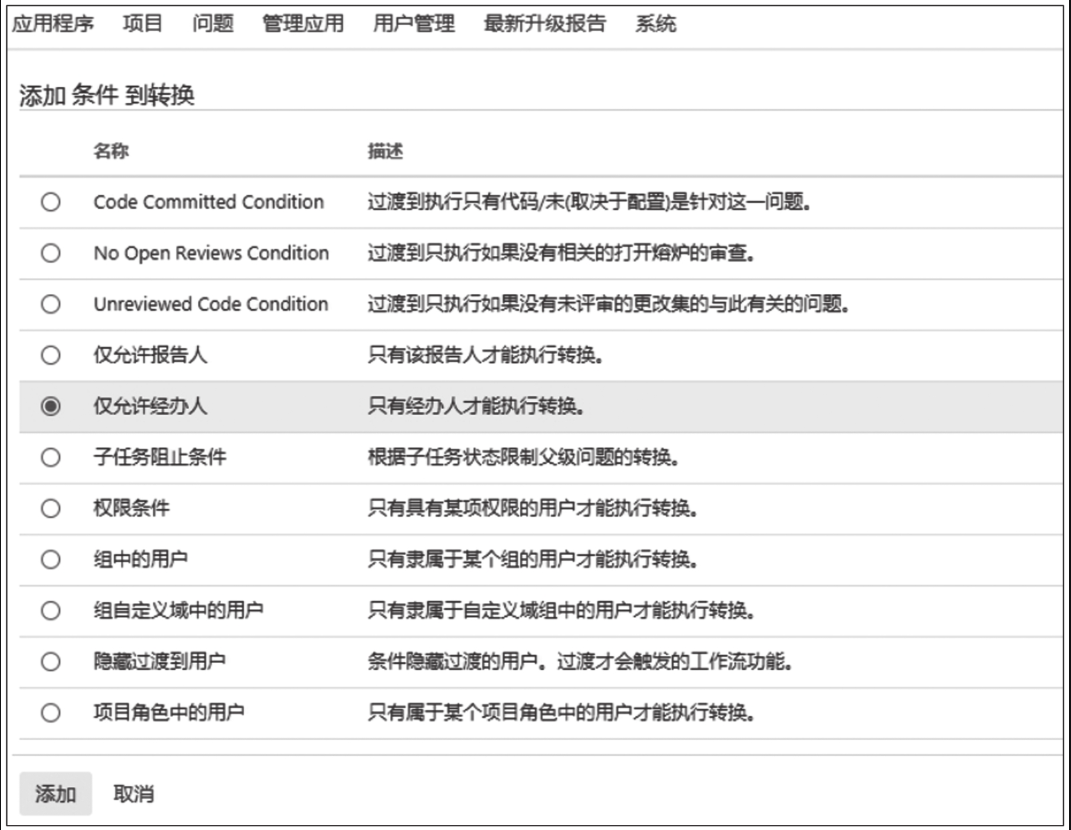 应用程序 项目 问题 管理应用 用户管理 最新升级报告 系统
添加 条件 到转换
名称 描述
Code Committed Condition 过渡到执行只有代码/未(取决于配置)是针对这一问题。
No Open Reviews Condition 过渡到只执行如果没有相关的打开熔炉的审查。
Unreviewed Code Condition 过渡到只执行如果没有未评审的更改集的与此有关的问题。
仅允许报告人 只有该报告人才能执行转换。
仅允许经办人 只有经办人才能执行转换。
子任务阻止条件 根据子任务状态限制父级问题的转换。
权限条件 只有具有某项权限的用户才能执行转换。
组中的用户 只有隶属于某个组的用户才能执行转换。
组自定义域中的用户 只有隶属于自定义域组中的用户才能执行转换。
隐藏过渡到用户 条件隐藏过渡的用户。过渡才会触发的工作流功能。
项目角色中的用户 只有属于某个项目角色中的用户才能执行转换。
添加 取消